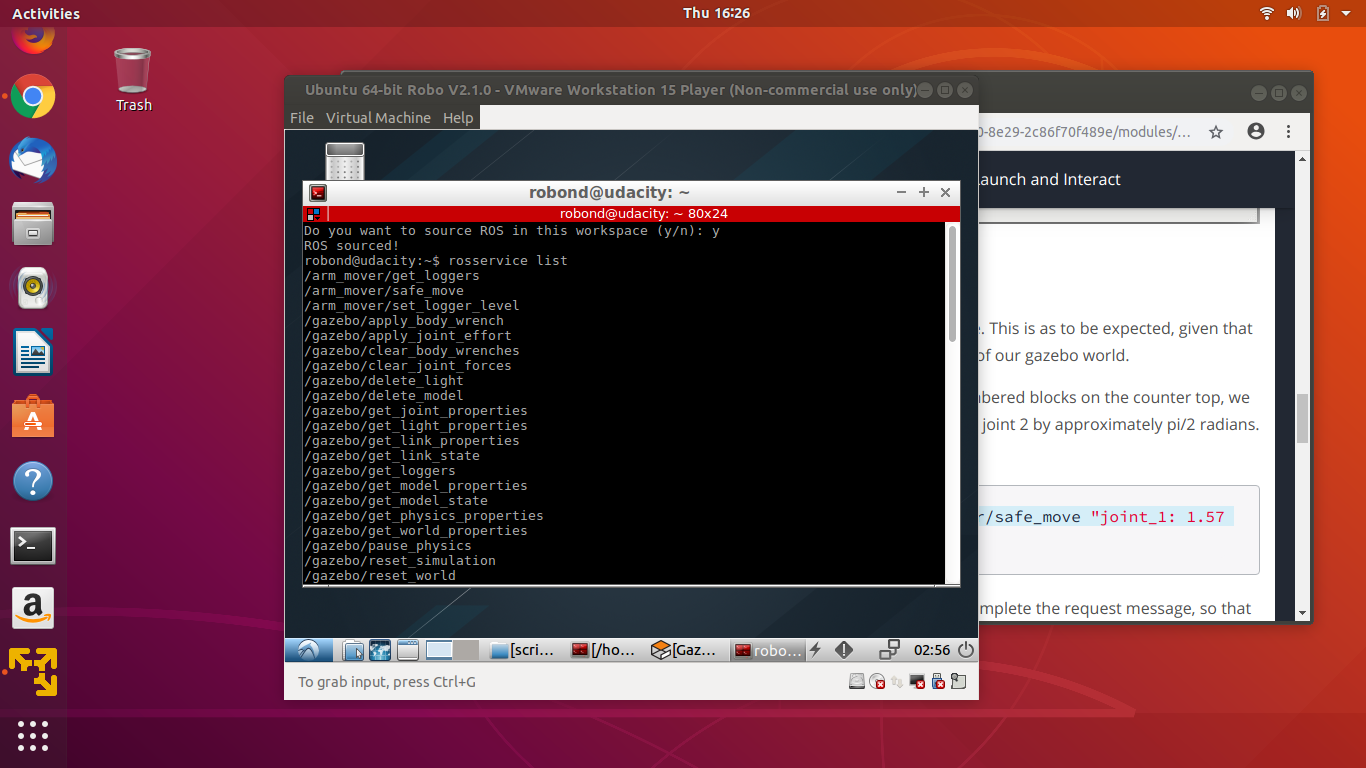 Activities
Thu 16:26
Trash
Ubuntu 64-bit Robo V2.1.0 - VMware Workstation 15 Player (Non-commercial use only)
File Virtual Machine Help
robond@udacity: ~
robond@udacity: ~ 80x24
Do you want to source ROS in this workspace (y/n): y
ROS sourced!
robond@udacity:~$ rosservice list
/arm_mover/get_loggers
/arm_mover/safe_move
/arm_mover/set_logger_level
/gazebo/apply_body_wrench
/gazebo/apply_joint_effort
/gazebo/clear_body_wrenches
/gazebo/clear_joint_forces
/gazebo/delete_light
/gazebo/delete_model
/gazebo/get_joint_properties
/gazebo/get_light_properties
/gazebo/get_link_properties
/gazebo/get_link_state
/gazebo/get_loggers
/gazebo/get_model_properties
/gazebo/get_model_state
/gazebo/get_physics_properties
/gazebo/get_world_properties
/gazebo/pause_physics
/gazebo/reset_simulation
/gazebo/reset_world
[scri... [/ho... [Gaz... robo... 02:56
To grab input, press Ctrl+G
0-8e29-2c86f70f489e/modules/...
Launch and Interact
. This is as to be expected, given that
of our gazebo world.
bered blocks on the counter top, we
joint 2 by approximately pi/2 radians.
r/safe_move "joint_1: 1.57
mplete the request message, so that